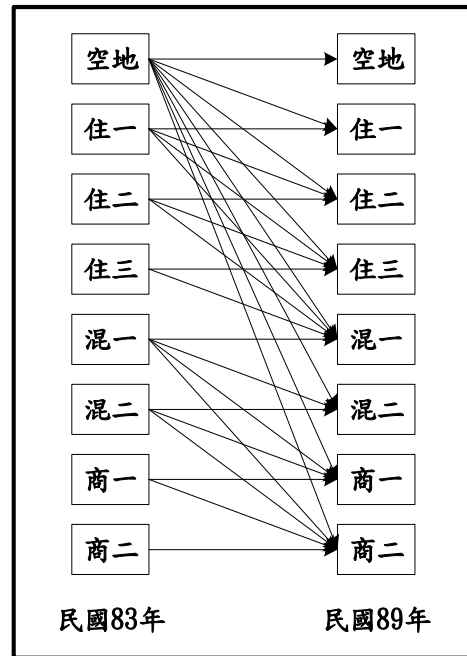 空地 空地
住一 住一
住二 住二
住三 住三
混一 混一
混二 混二
商一 商一
商二 商二
民國83年 民國89年